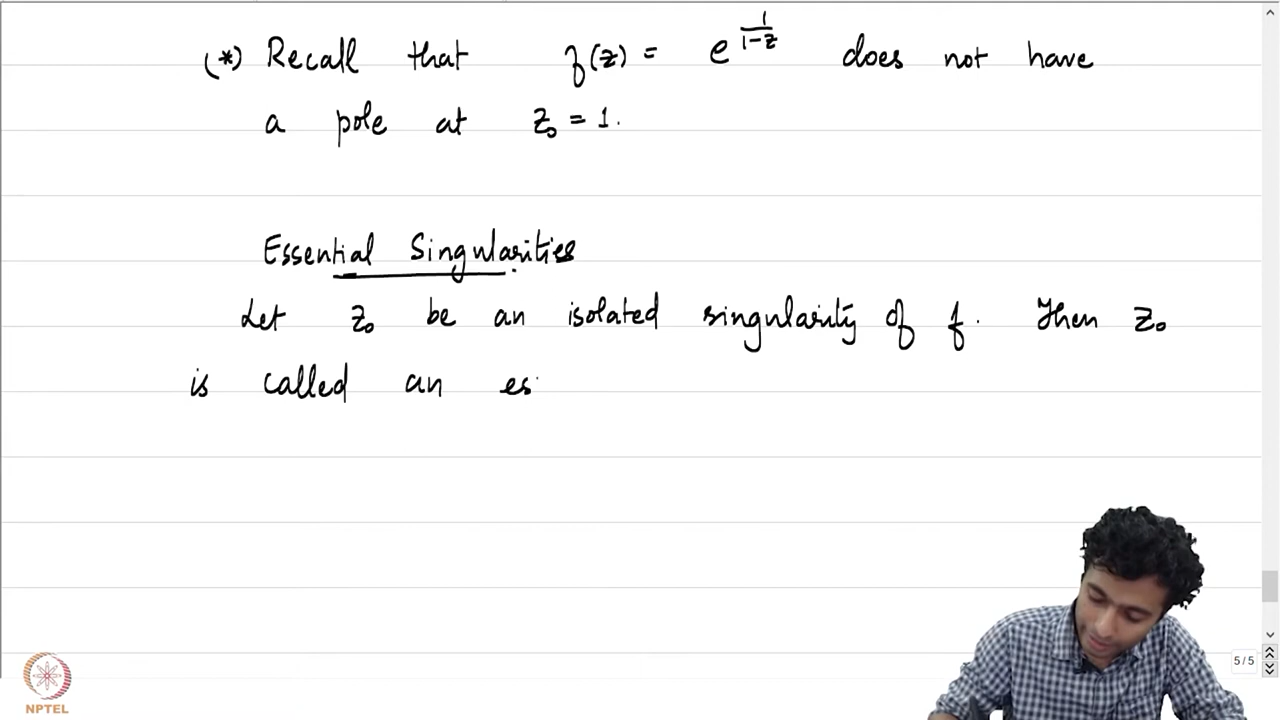 (*) Recall that f(z) = e^{\frac{1}{1-z}} does not have
a pole at z₀ = 1.
Essential Singularities
Let z₀ be an isolated singularity of f. Then z₀
is called an es
5 / 5
NPTEL